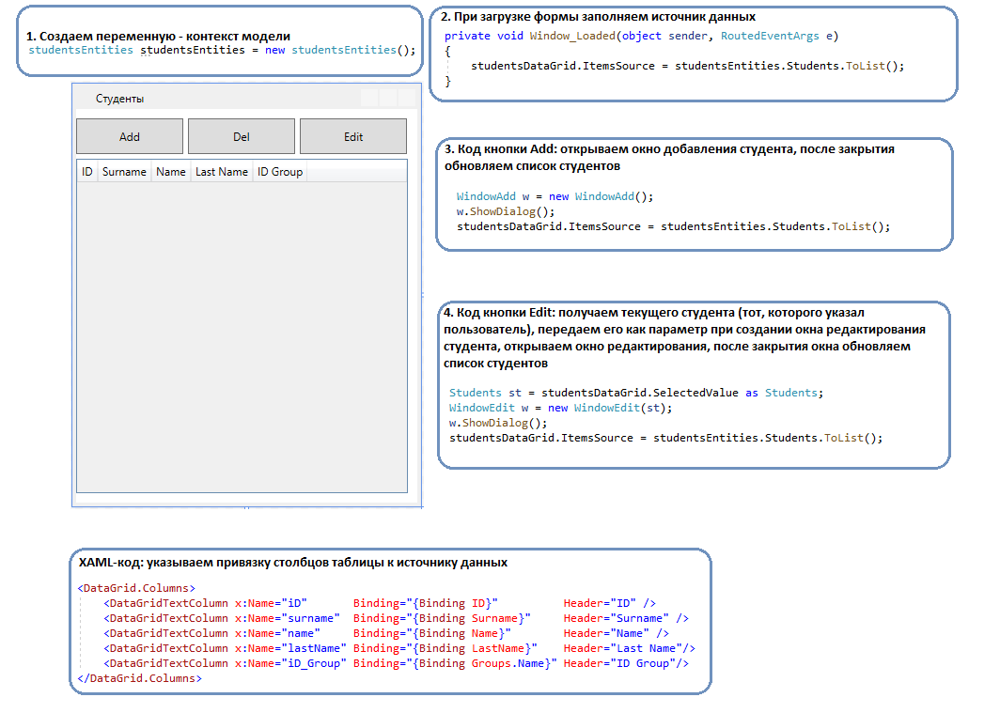 1. Создаем переменную - контекст модели
studentsEntities studentsEntities = new studentsEntities();
2. При загрузке формы заполняем источник данных
private void Window_Loaded(object sender, RoutedEventArgs e)
{
studentsDataGrid.ItemsSource = studentsEntities.Students.ToList();
}
Студенты
Add Del Edit
ID Surname Name Last Name ID Group
3. Код кнопки Add: открываем окно добавления студента, после закрытия
обновляем список студентов
WindowAdd w = new WindowAdd();
w.ShowDialog();
studentsDataGrid.ItemsSource = studentsEntities.Students.ToList();
4. Код кнопки Edit: получаем текущего студента (тот, которого указал
пользователь), передаем его как параметр при создании окна редактирования
студента, открываем окно редактирования, после закрытия окна обновляем
список студентов
Students st = studentsDataGrid.SelectedValue as Students;
WindowEdit w = new WindowEdit(st);
w.ShowDialog();
studentsDataGrid.ItemsSource = studentsEntities.Students.ToList();
XAML-код: указываем привязку столбцов таблицы к источнику данных
<DataGrid.Columns>
<DataGridTextColumn x:Name="iD" Binding="{Binding ID}" Header="ID" />
<DataGridTextColumn x:Name="surname" Binding="{Binding Surname}" Header="Surname" />
<DataGridTextColumn x:Name="name" Binding="{Binding Name}" Header="Name" />
<DataGridTextColumn x:Name="lastName" Binding="{Binding LastName}" Header="Last Name"/>
<DataGridTextColumn x:Name="iD_Group" Binding="{Binding Groups.Name}" Header="ID Group"/>
</DataGrid.Columns>